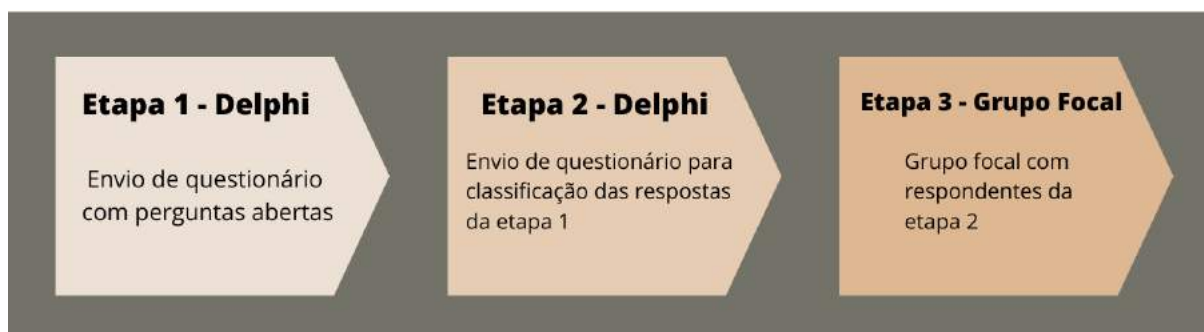 Etapa 1 - Delphi
Envio de questionário
com perguntas abertas
Etapa 2 - Delphi
Envio de questionário para
classificação das respostas
da etapa 1
Etapa 3 - Grupo Focal
Grupo focal com
respondentes da
etapa 2